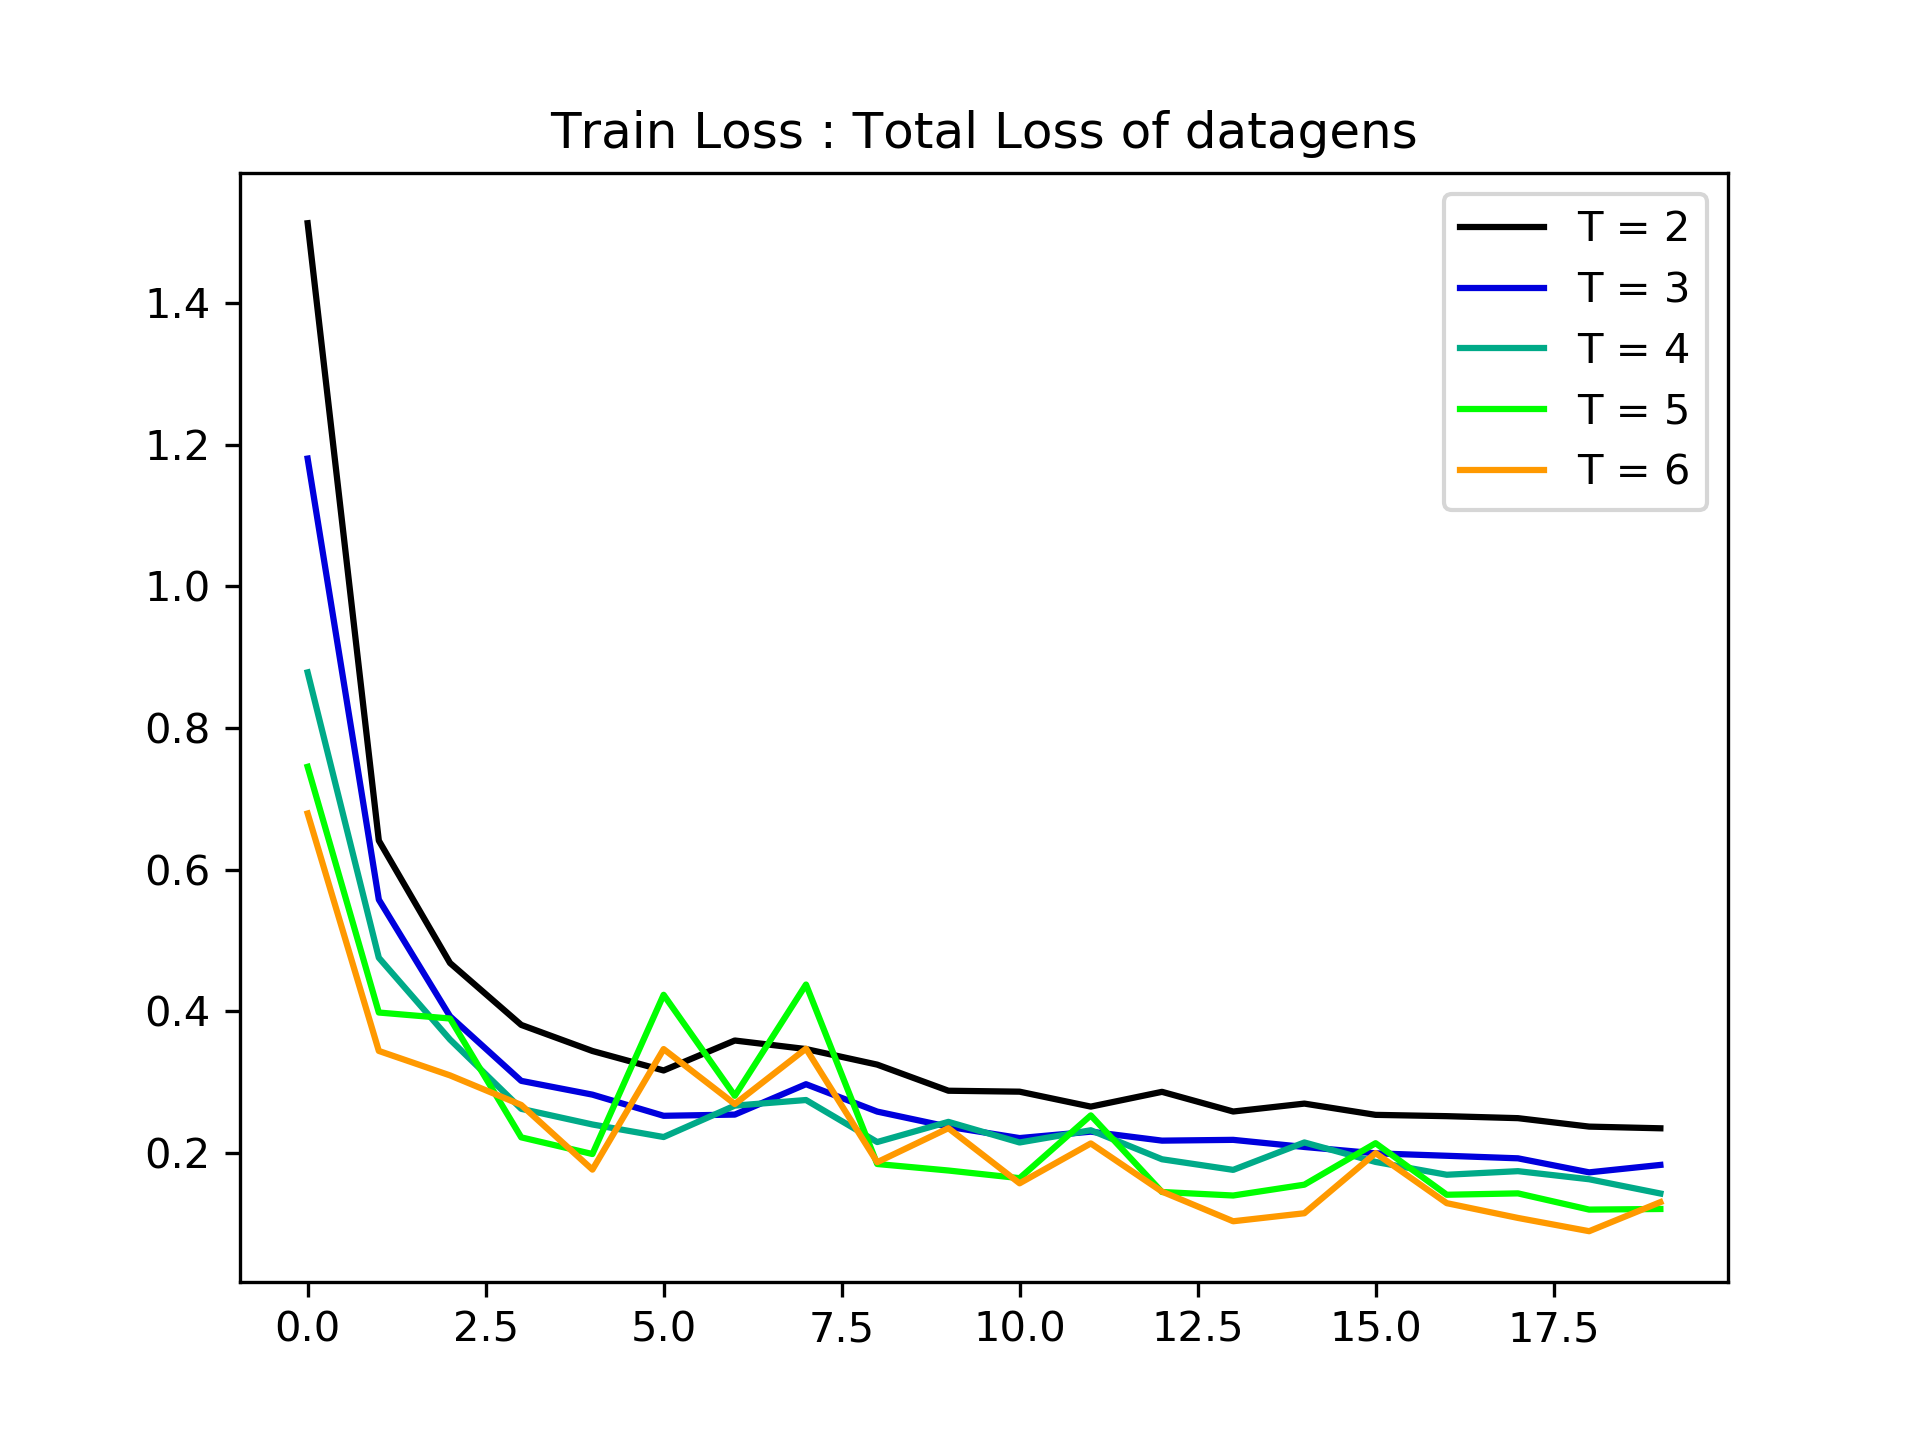 Train Loss : Total Loss of datagens
T = 2
T = 3
T = 4
T = 5
T = 6
1.4
1.2
1.0
0.8
0.6
0.4
0.2
0.0 2.5 5.0 7.5 10.0 12.5 15.0 17.5